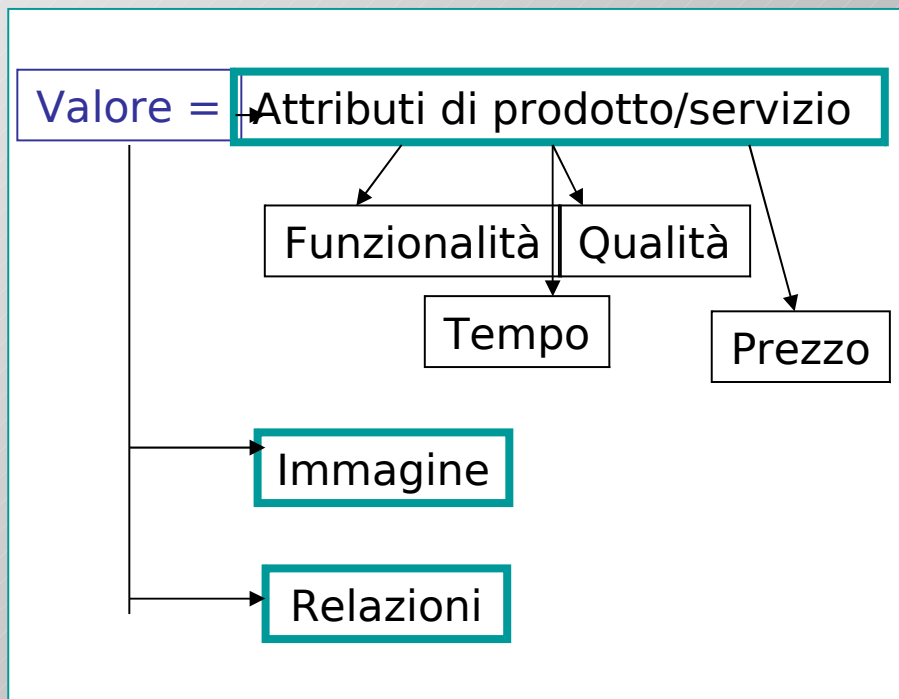 Valore =
Attributi di prodotto/servizio
Funzionalità
Qualità
Tempo
Prezzo
Immagine
Relazioni